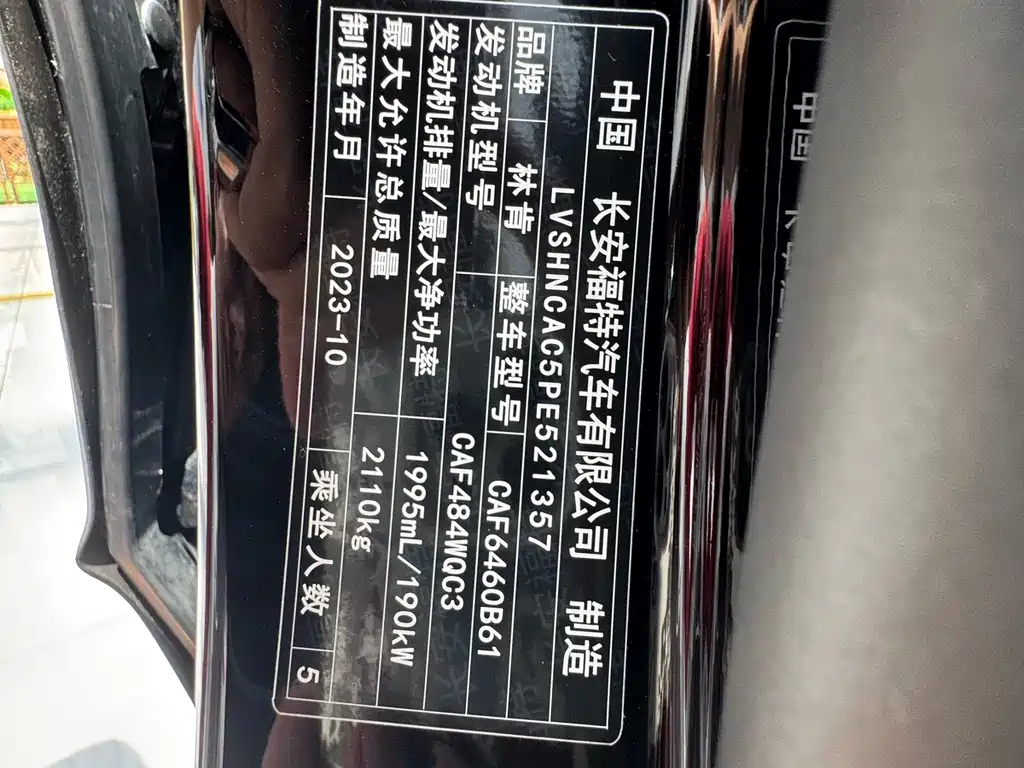 中国 长安福特汽车有限公司 制造
LVSHNCAC5PE521357
品牌 林肯 整车型号 CAF6460B61
发动机型号 CAF484WQC3
发动机排量/最大净功率 1995mL/190kW
最大允许总质量 2110kg
制造年月 2023-10 乘坐人数 5
中国